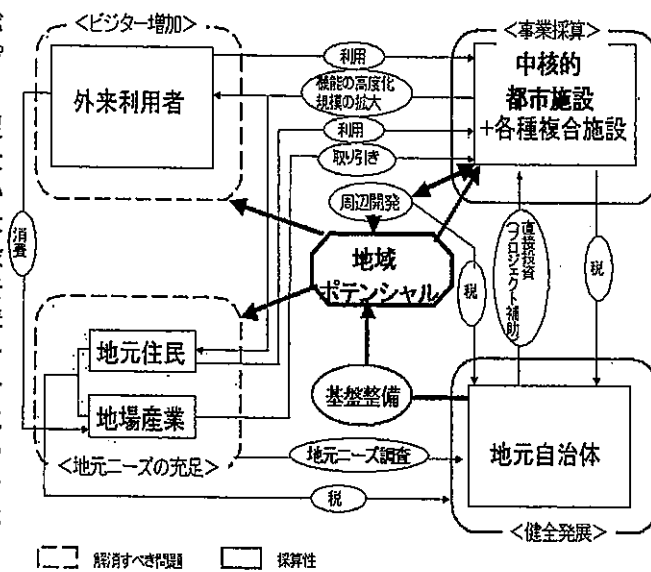 <ビジター増加>
外来利用者
利用
機能の高度化
規模の拡大
利用
取り引き
<事業採算>
中核的
都市施設
+各種複合施設
周辺開発
地域
ポテンシャル
消費
税
直接投資
(プロジェクト補助)
税
地元住民
地場産業
<地元ニーズの充足>
基盤整備
地元ニーズ調査
税
地元自治体
<健全発展>
解消すべき問題
採算性